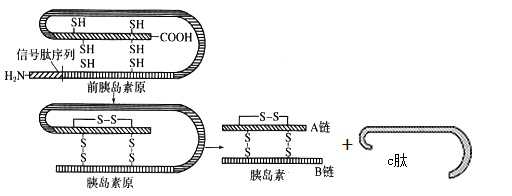 SH SH
COOH
SH SH
信号肽序列 SH SH
H₂N
前胰岛素原
S-S
S S
S S
胰岛素原
S-S
A链
S S
S S
B链
胰岛素
+
c肽